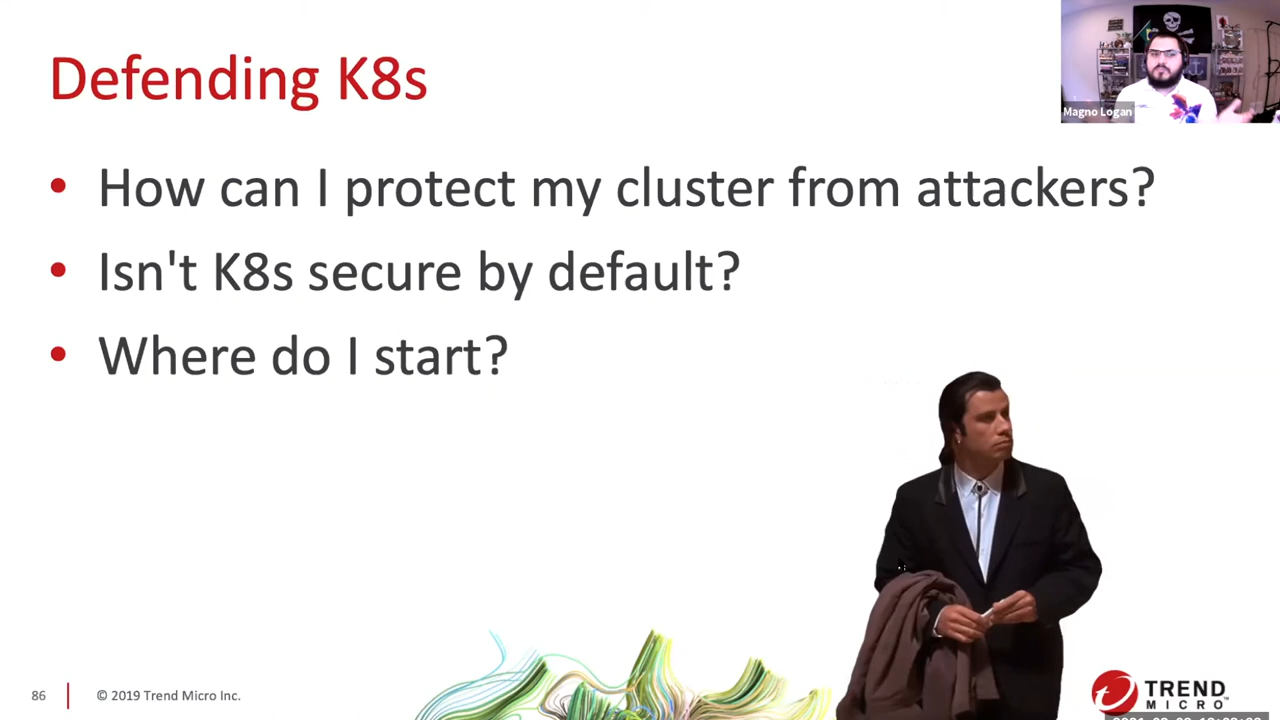 Defending K8s
Magno Logan
• How can I protect my cluster from attackers?
• Isn't K8s secure by default?
• Where do I start?
86
© 2019 Trend Micro Inc.
TREND
MICRO